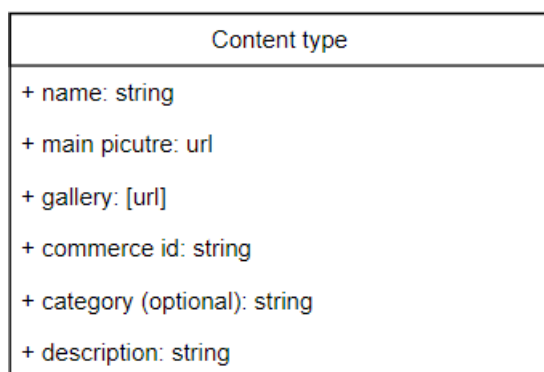 Content type
+ name: string
+ main picutre: url
+ gallery: [url]
+ commerce id: string
+ category (optional): string
+ description: string